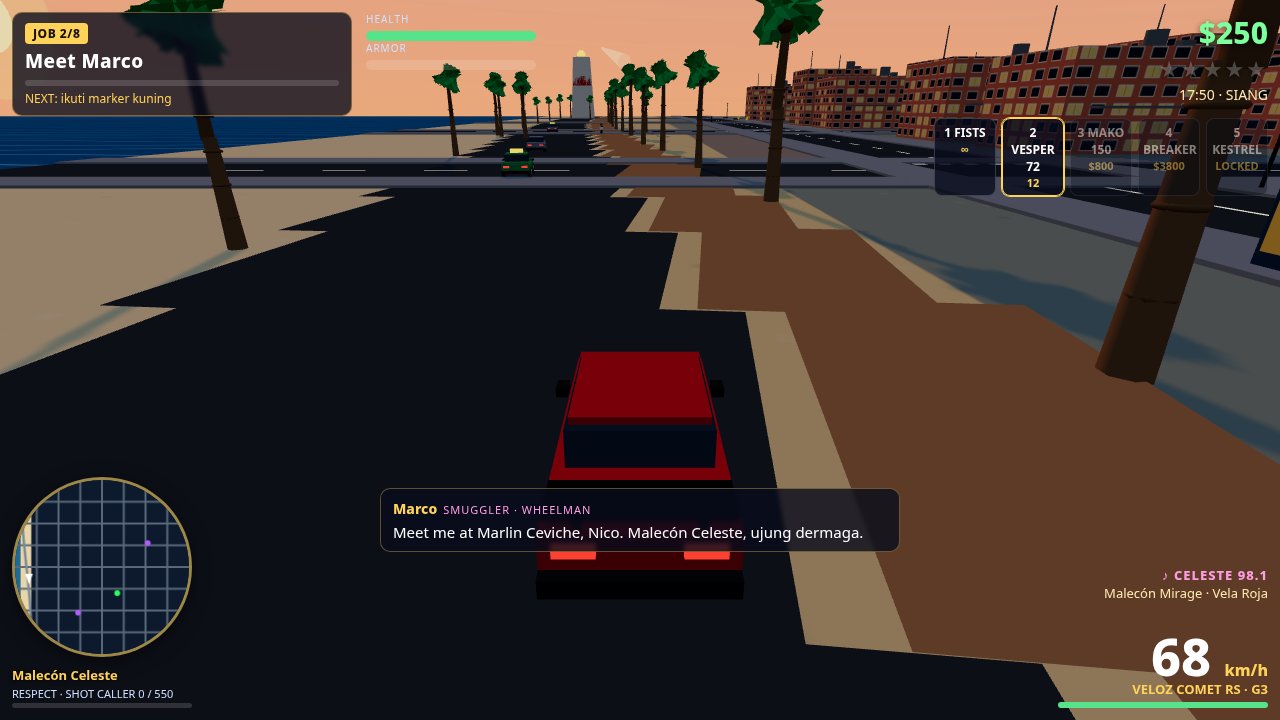 JOB 2/8
Meet Marco
NEXT: ikuti marker kuning
HEALTH
ARMOR
$250
★★★★★
17:50 · SIANG
1 FISTS
∞
2
VESPER
72
12
3 MAKO
150
$800
4
BREAKER
$3800
5
KESTREL
LOCKED
Marco SMUGGLER · WHEELMAN
Meet me at Marlin Ceviche, Nico. Malecón Celeste, ujung dermaga.
♪ CELESTE 98.1
Malecón Mirage · Vela Roja
68 km/h
VELOZ COMET RS · G3
Malecón Celeste
RESPECT · SHOT CALLER 0 / 550